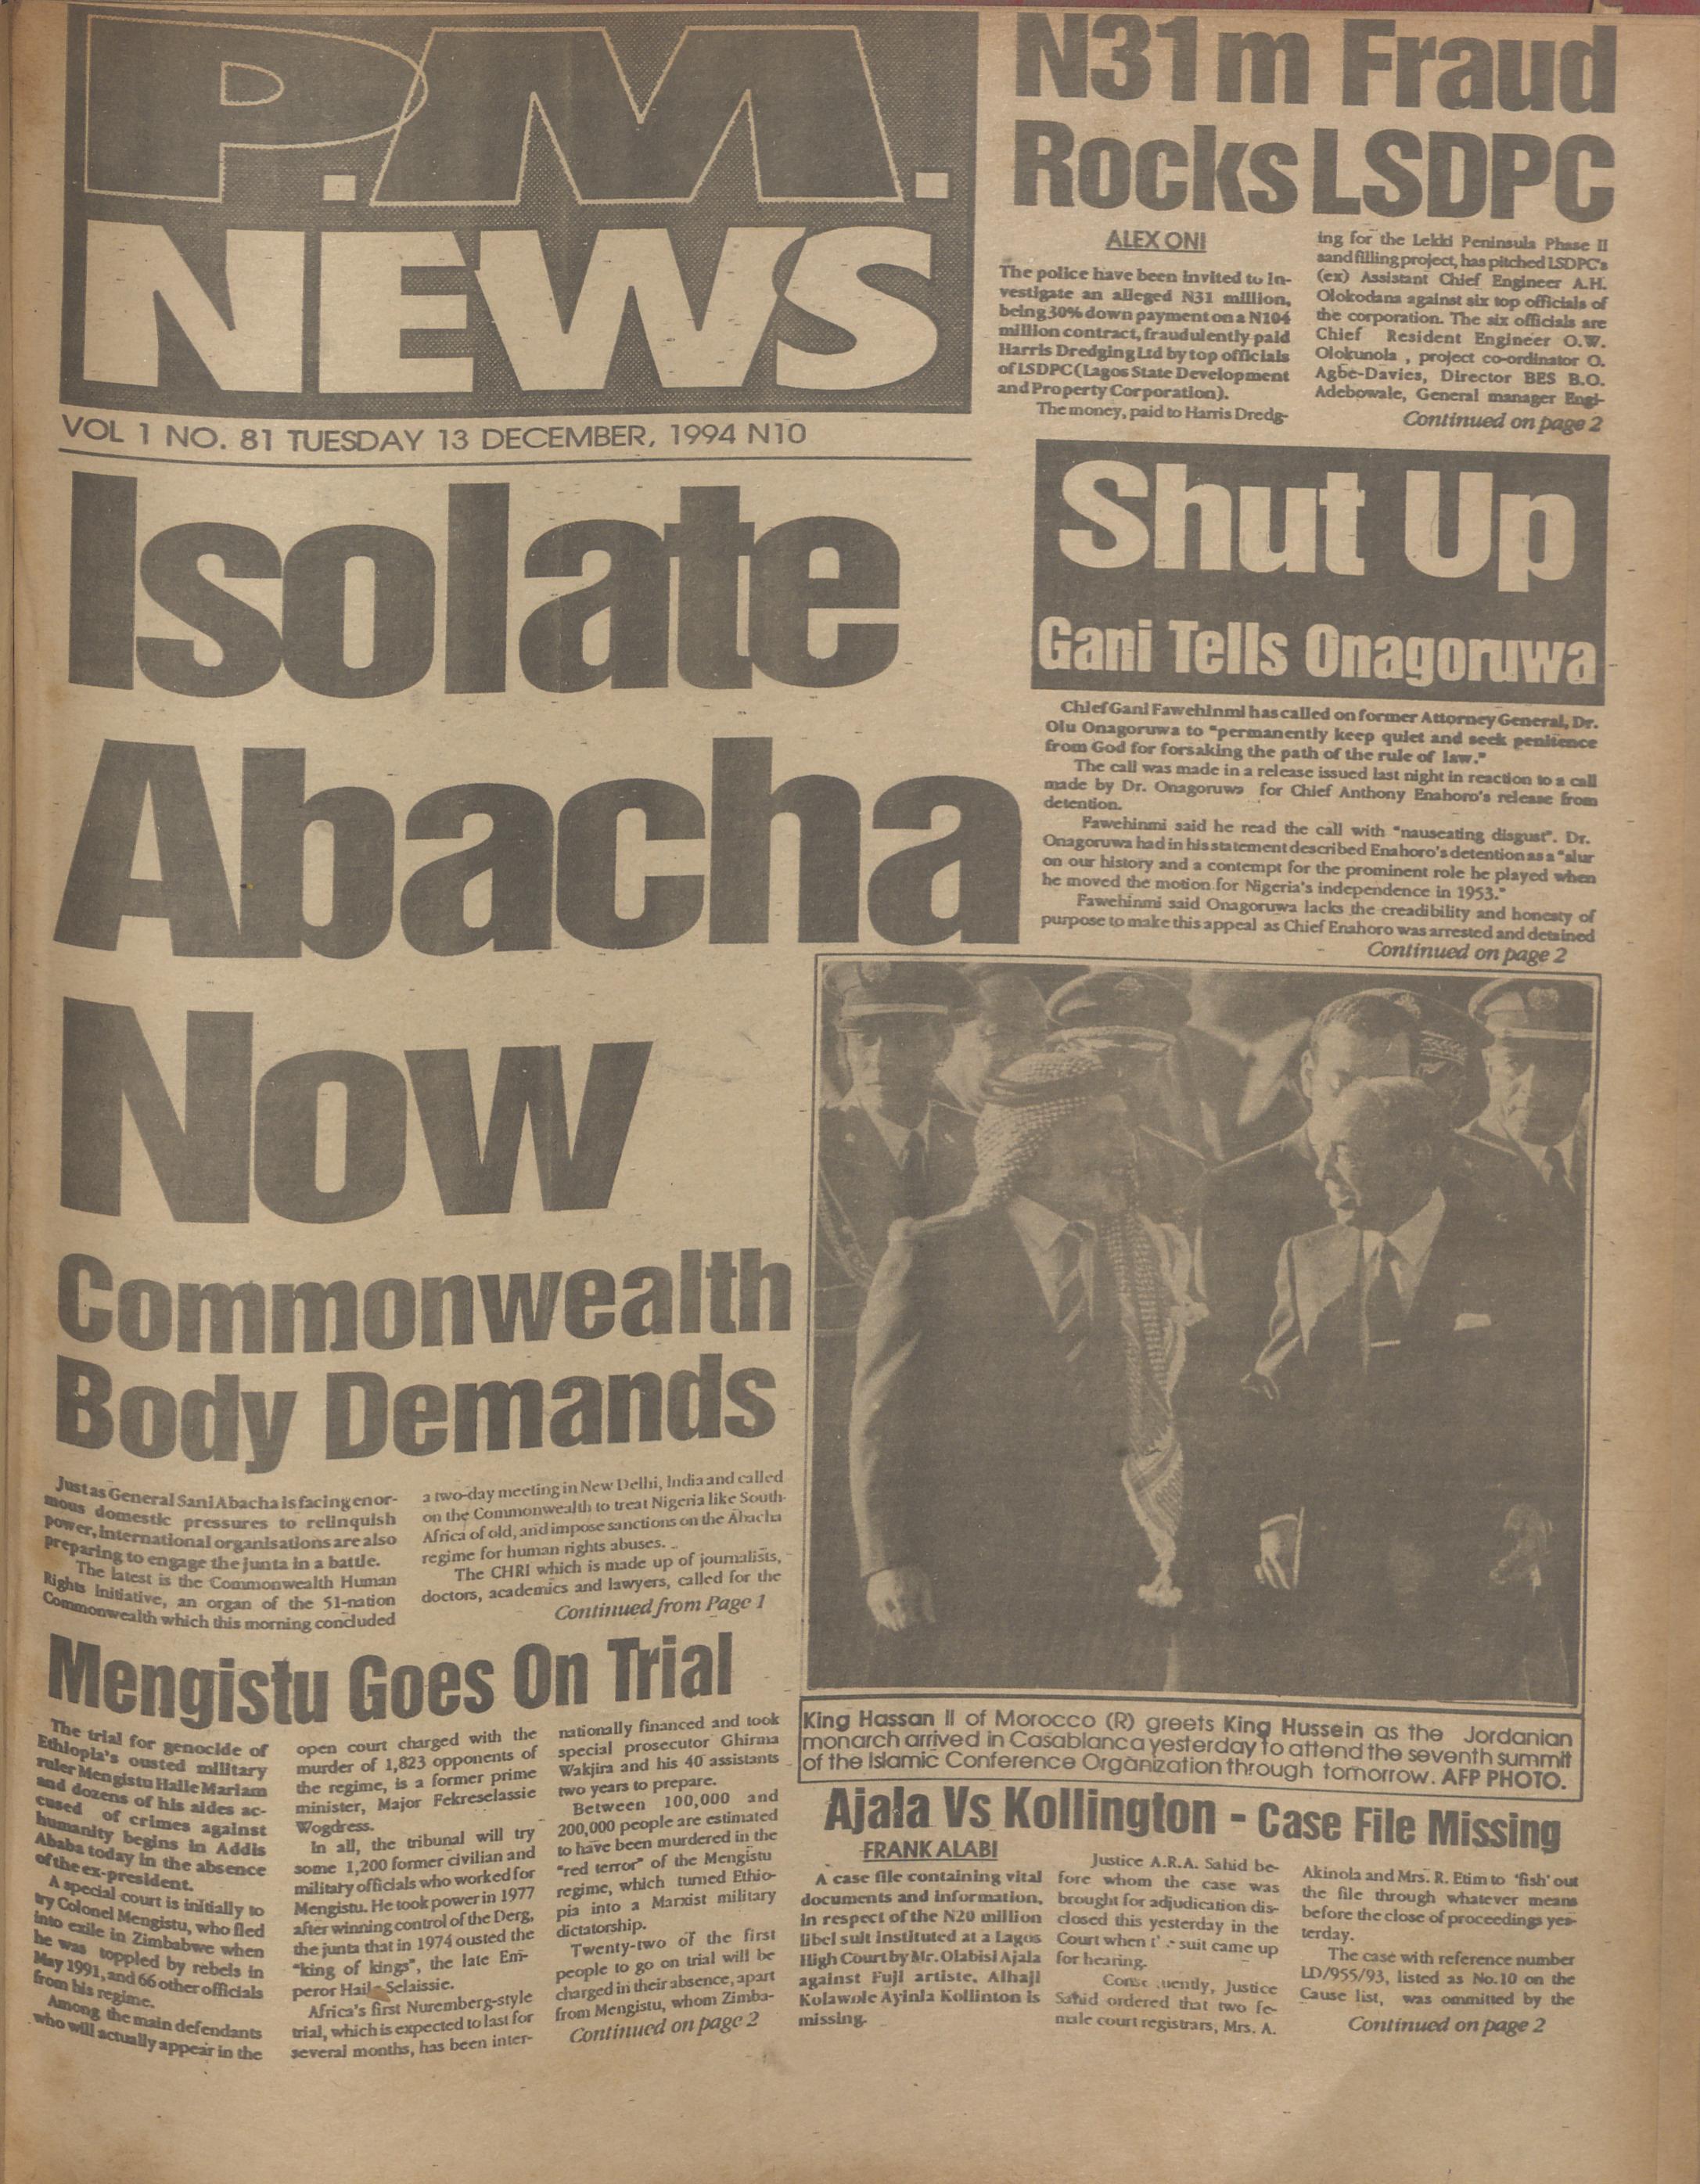 P.M.
NEWS
VOL 1 NO. 81 TUESDAY 13 DECEMBER, 1994 N10
N31m Fraud
Rocks LSDPC
ALEX ONI
The police have been invited to in-
vestigate an alleged N31 million,
being 30% down payment on a N104
million contract, fraudulently paid
Harris Dredging Ltd by top officials
of LSDPC (Lagos State Development
and Property Corporation).
The money, paid to Harris Dredg-
ing for the Lekki Peninsula Phase II
sand filling project, has pitched LSDPC's
(ex) Assistant Chief Engineer A.H.
Olokodana against six top officials of
the corporation. The six officials are
Chief Resident Engineer O.W.
Olokunola , project co-ordinator O.
Agbe-Davies, Director BES B.O.
Adebowale, General manager Engi-
Continued on page 2
Isolate
Abacha
Now
Commonwealth
Body Demands
Just as General Sani Abacha is facing enor-
mous domestic pressures to relinquish
power, international organisations are also
preparing to engage the junta in a battle.
The latest is the Commonwealth Human
Rights Initiative, an organ of the 51-nation
Commonwealth which this morning concluded
a two-day meeting in New Delhi, India and called
on the Commonwealth to treat Nigeria like South
Africa of old, and impose sanctions on the Abacha
regime for human rights abuses.
The CHRI which is made up of journalists,
doctors, academics and lawyers, called for the
Continued from Page 1
Shut Up
Gani Tells Onagoruwa
Chief Gani Fawehinmi has called on former Attorney General, Dr.
Olu Onagoruwa to "permanently keep quiet and seek penitence
from God for forsaking the path of the rule of law."
The call was made in a release issued last night in reaction to a call
made by Dr. Onagoruwa for Chief Anthony Enahoro's release from
detention.
Fawehinmi said he read the call with "nauseating disgust". Dr.
Onagoruwa had in his statement described Enahoro's detention as a "slur
on our history and a contempt for the prominent role he played when
he moved the motion for Nigeria's independence in 1953."
Fawehinmi said Onagoruwa lacks the creadibility and honesty of
purpose to make this appeal as Chief Enahoro was arrested and detained
Continued on page 2
King Hassan II of Morocco (R) greets King Hussein as the Jordanian
monarch arrived in Casablanca yesterday to attend the seventh summit
of the Islamic Conference Organization through tomorrow. AFP PHOTO.
Mengistu Goes On Trial
The trial for genocide of
Ethiopia's ousted military
ruler Mengistu Haile Mariam
and dozens of his aides ac-
cused of crimes against
humanity begins in Addis
Ababa today in the absence
of the ex-president.
A special court is initially to
try Colonel Mengistu, who fled
into exile in Zimbabwe when
he was toppled by rebels in
May 1991, and 66 other officials
from his regime.
Among the main defendants
who will actually appear in the
open court charged with the
murder of 1,823 opponents of
the regime, is a former prime
minister, Major Fekreselassie
Wogdress.
In all, the tribunal will try
some 1,200 former civilian and
military officials who worked for
Mengistu. He took power in 1977
after winning control of the Derg,
the junta that in 1974 ousted the
"king of kings", the late Em-
peror Haile Selaissie.
Africa's first Nuremberg-style
trial, which is expected to last for
several months, has been inter-
nationally financed and took
special prosecutor Ghirma
Wakjira and his 40 assistants
two years to prepare.
Between 100,000 and
200,000 people are estimated
to have been murdered in the
"red terror" of the Mengistu
regime, which turned Ethio-
pia into a Marxist military
dictatorship.
Twenty-two of the first
people to go on trial will be
charged in their absence, apart
from Mengistu, whom Zimba-
Continued on page 2
Ajala Vs Kollington - Case File Missing
FRANK ALABI
A case file containing vital
documents and information,
in respect of the N20 million
libel suit instituted at a Lagos
High Court by Mr. Olabisi Ajala
against Fuji artiste, Alhaji
Kolawole Ayinla Kollinton is
missing.
Justice A.R.A. Sahid be-
fore whom the case was
brought for adjudication dis-
closed this yesterday in the
Court when suit came up
for hearing.
Justice
Sahid ordered that two fe-
male court registrars, Mrs. A.
Akinola and Mrs. R. Etim to 'fish' out
the file through whatever means
before the close of proceedings yes-
terday.
The case with reference number
LD/955/93, listed as No.10 on the
Cause list, was ommitted by the
Continued on page 2